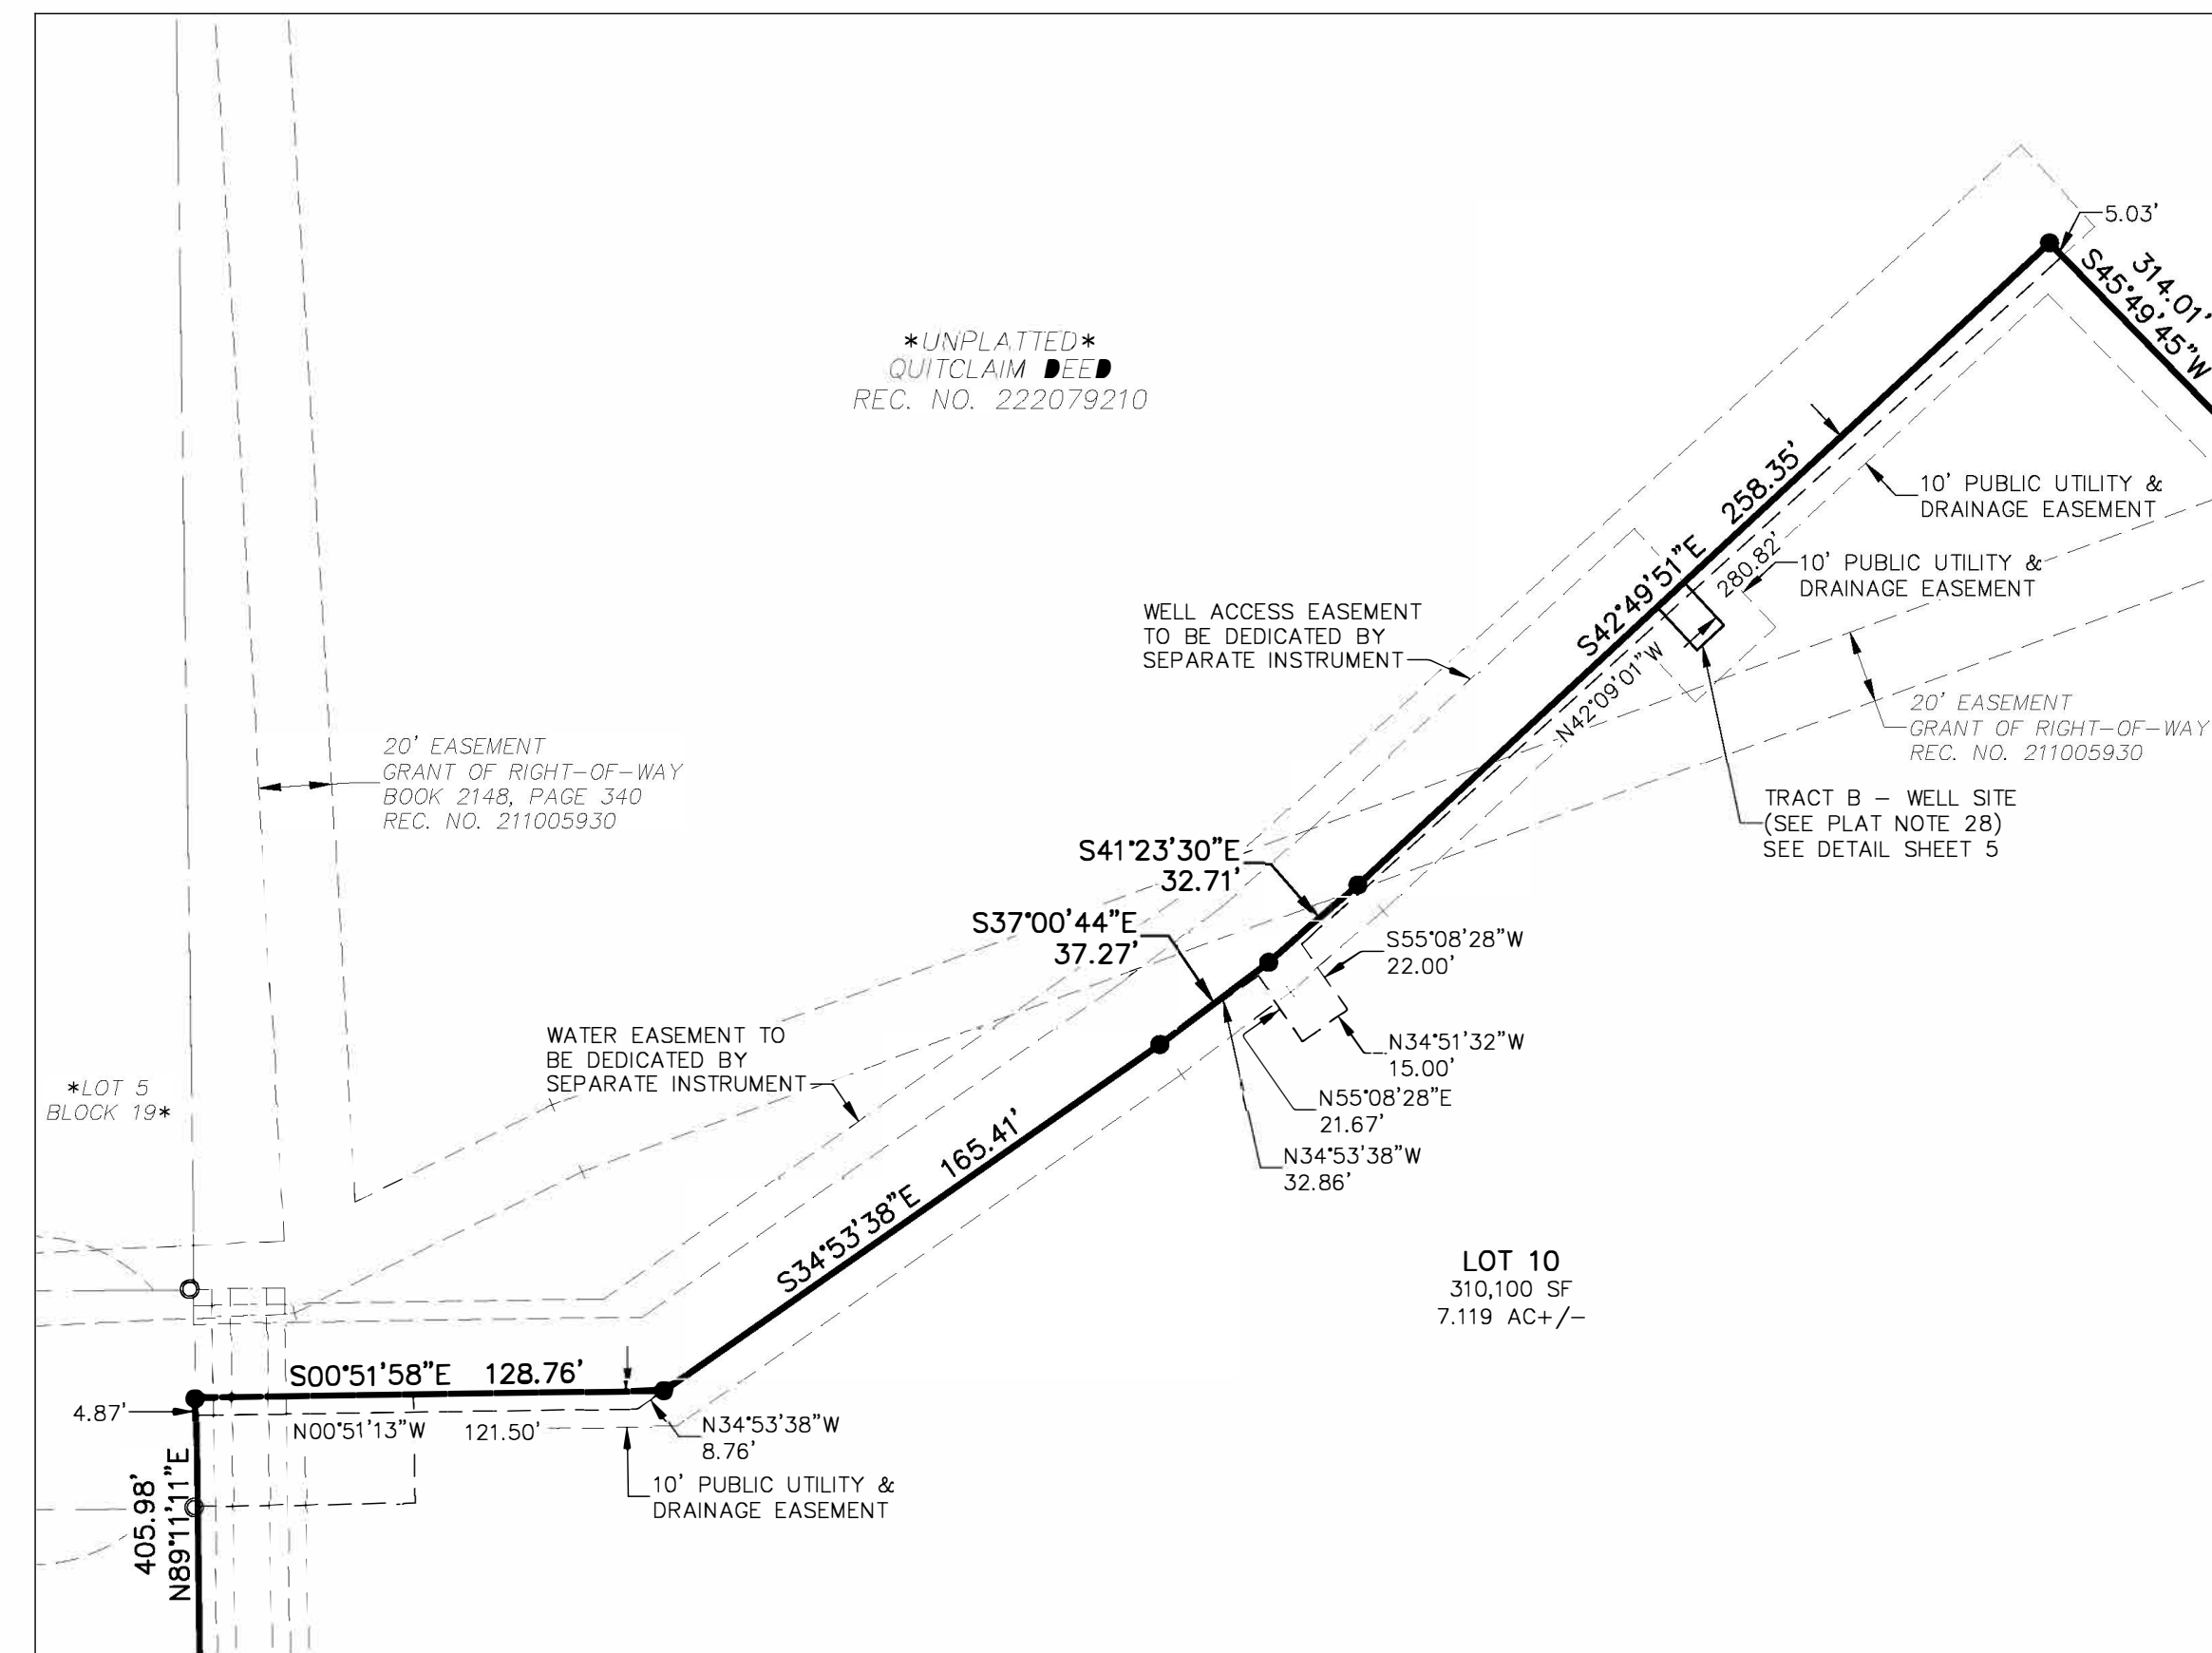 5.03'
314.01'
S45°49'45"W
*UNPLATTED*
QUITCLAIM DEED
REC. NO. 222079210
258.35'
S42°49'51"E
10' PUBLIC UTILITY &
DRAINAGE EASEMENT
280.82'
N42°09'01"W
10' PUBLIC UTILITY &
DRAINAGE EASEMENT
WELL ACCESS EASEMENT
TO BE DEDICATED BY
SEPARATE INSTRUMENT
20' EASEMENT
GRANT OF RIGHT-OF-WAY
REC. NO. 211005930
20' EASEMENT
GRANT OF RIGHT-OF-WAY
BOOK 2148, PAGE 340
REC. NO. 211005930
TRACT B - WELL SITE
(SEE PLAT NOTE 28)
SEE DETAIL SHEET 5
S41°23'30"E
32.71'
S37°00'44"E
37.27'
S55°08'28"W
22.00'
N34°51'32"W
15.00'
N55°08'28"E
21.67'
N34°53'38"W
32.86'
WATER EASEMENT TO
BE DEDICATED BY
SEPARATE INSTRUMENT
*LOT 5
BLOCK 19*
S34°53'38"E 165.41'
LOT 10
310,100 SF
7.119 AC+/-
S00°51'58"E 128.76'
4.87'
N00°51'13"W 121.50'
N34°53'38"W
8.76'
10' PUBLIC UTILITY &
DRAINAGE EASEMENT
405.98'
N89°11'11"E